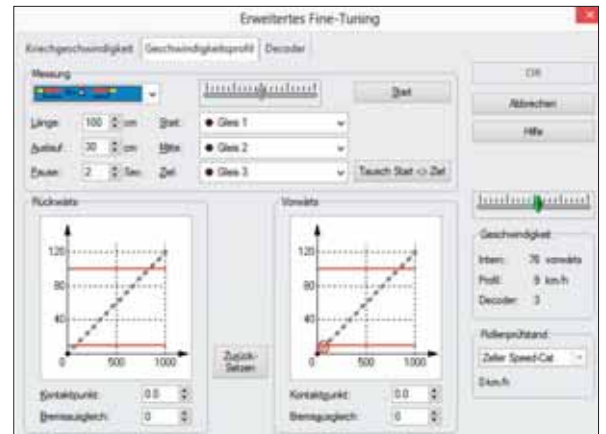 Erweitertes Fine-Tuning
Kriechgeschwindigkeit Geschwindigkeitsprofil Decoder
Messung
Start
OK
Abbrechen
Hilfe
Länge: 100 cm Start: Gleis 1
Auslauf: 30 cm Mitte: Gleis 2
Pause: 2 Sec. Ziel: Gleis 3 Tausch Start <> Ziel
Rückwärts
120
80
40
0 500 1000
Kontaktpunkt: 0.0
Bremsausgleich: 0
Zurück-
Setzen
Vorwärts
120
80
40
0 500 1000
Kontaktpunkt: 0.0
Bremsausgleich: 0
Geschwindigkeit
Intern: 76 vorwärts
Profil: 9 km/h
Decoder: 3
Rollenprüfstand
Zeller Speed-Cat
0 km/h